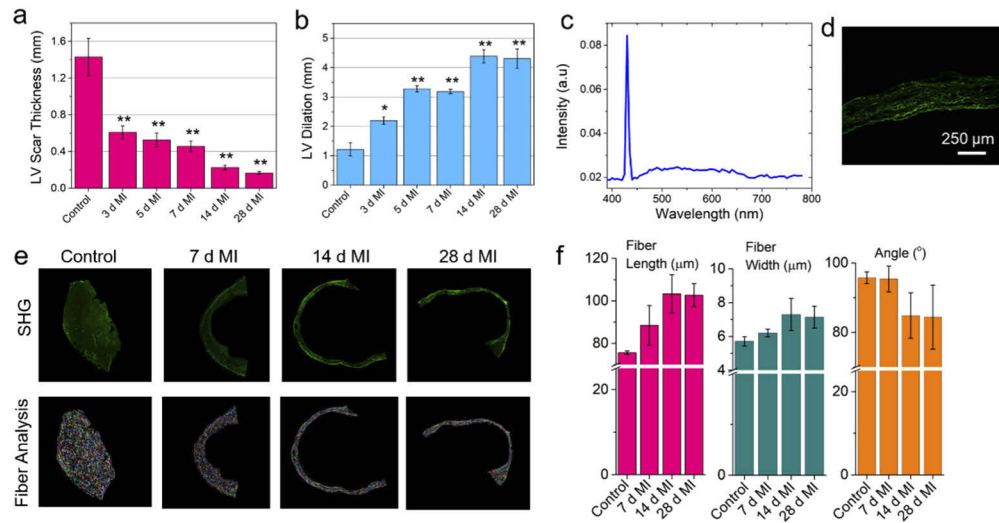 a
LV Scar Thickness (mm)
1.6
1.2
0.8
0.4
0.0
**
**
**
**
**
Control
3 d MI
5 d MI
7 d MI
14 d MI
28 d MI
b
LV Dilation (mm)
6
5
4
3
2
1
0
*
**
**
**
**
Control
3 d MI
5 d MI
7 d MI
14 d MI
28 d MI
c
Intensity (a.u)
0.08
0.06
0.04
0.02
400 500 600 700 800
Wavelength (nm)
d
250 μm
e
Control 7 d MI 14 d MI 28 d MI
SHG
Fiber Analysis
f
Fiber
Length (μm)
100
80
60
20
0
Control
7 d MI
14 d MI
28 d MI
Fiber
Width (μm)
8
6
4
0
Control
7 d MI
14 d MI
28 d MI
Angle (°)
100
80
20
0
Control
7 d MI
14 d MI
28 d MI